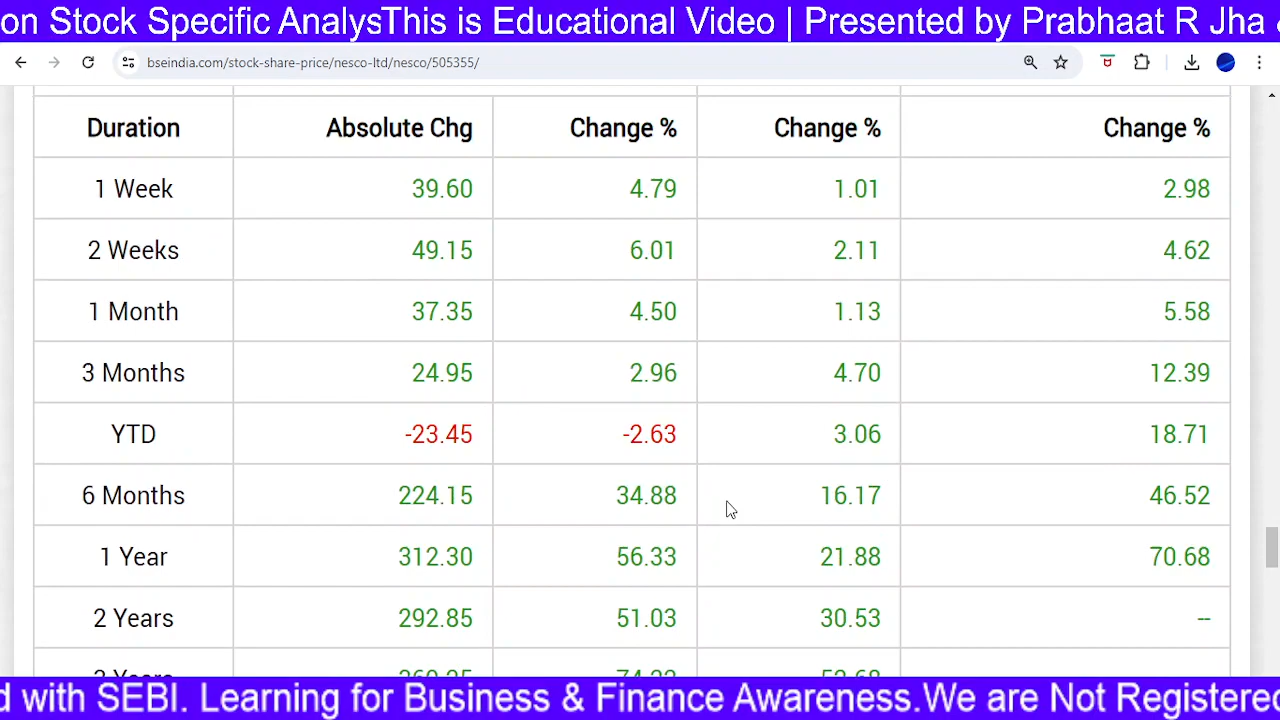 on Stock Specific AnalysThis is Educational Video | Presented by Prabhaat R Jha
bseindia.com/stock-share-price/nesco-ltd/nesco/505355/
Duration Absolute Chg Change % Change % Change %
1 Week 39.60 4.79 1.01 2.98
2 Weeks 49.15 6.01 2.11 4.62
1 Month 37.35 4.50 1.13 5.58
3 Months 24.95 2.96 4.70 12.39
YTD -23.45 -2.63 3.06 18.71
6 Months 224.15 34.88 16.17 46.52
1 Year 312.30 56.33 21.88 70.68
2 Years 292.85 51.03 30.53 --
d with SEBI. Learning for Business & Finance Awareness.We are Not Registered